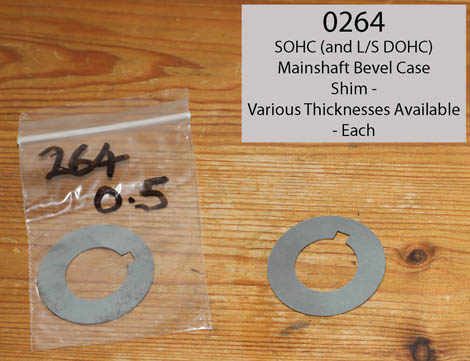 0264
SOHC (and L/S DOHC)
Mainshaft Bevel Case
Shim -
Various Thicknesses Available
- Each
264
0.5